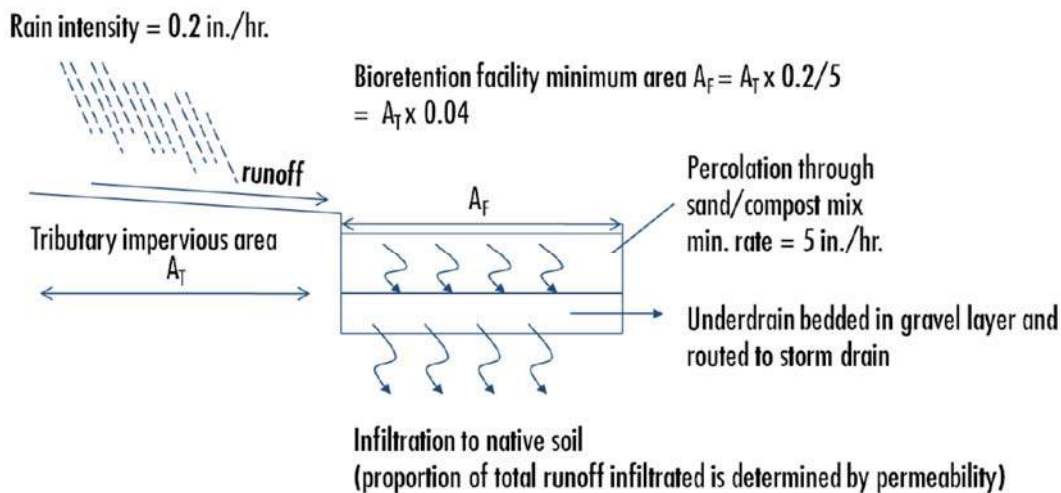 Rain intensity = 0.2 in./hr.
Bioretention facility minimum area A_F = A_T x 0.2/5
= A_T x 0.04
runoff
A_F
Percolation through
sand/compost mix
min. rate = 5 in./hr.
Tributary impervious area
A_T
Underdrain bedded in gravel layer and
routed to storm drain
Infiltration to native soil
(proportion of total runoff infiltrated is determined by permeability)